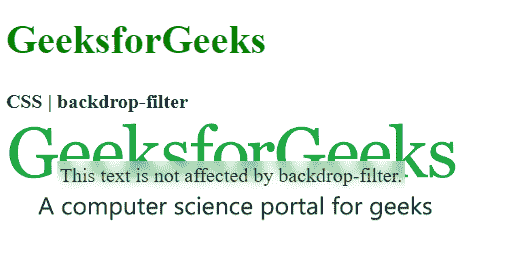 GeeksforGeeks
CSS | backdrop-filter
GeeksforGeeks
This text is not affected by backdrop-filter.
A computer science portal for geeks